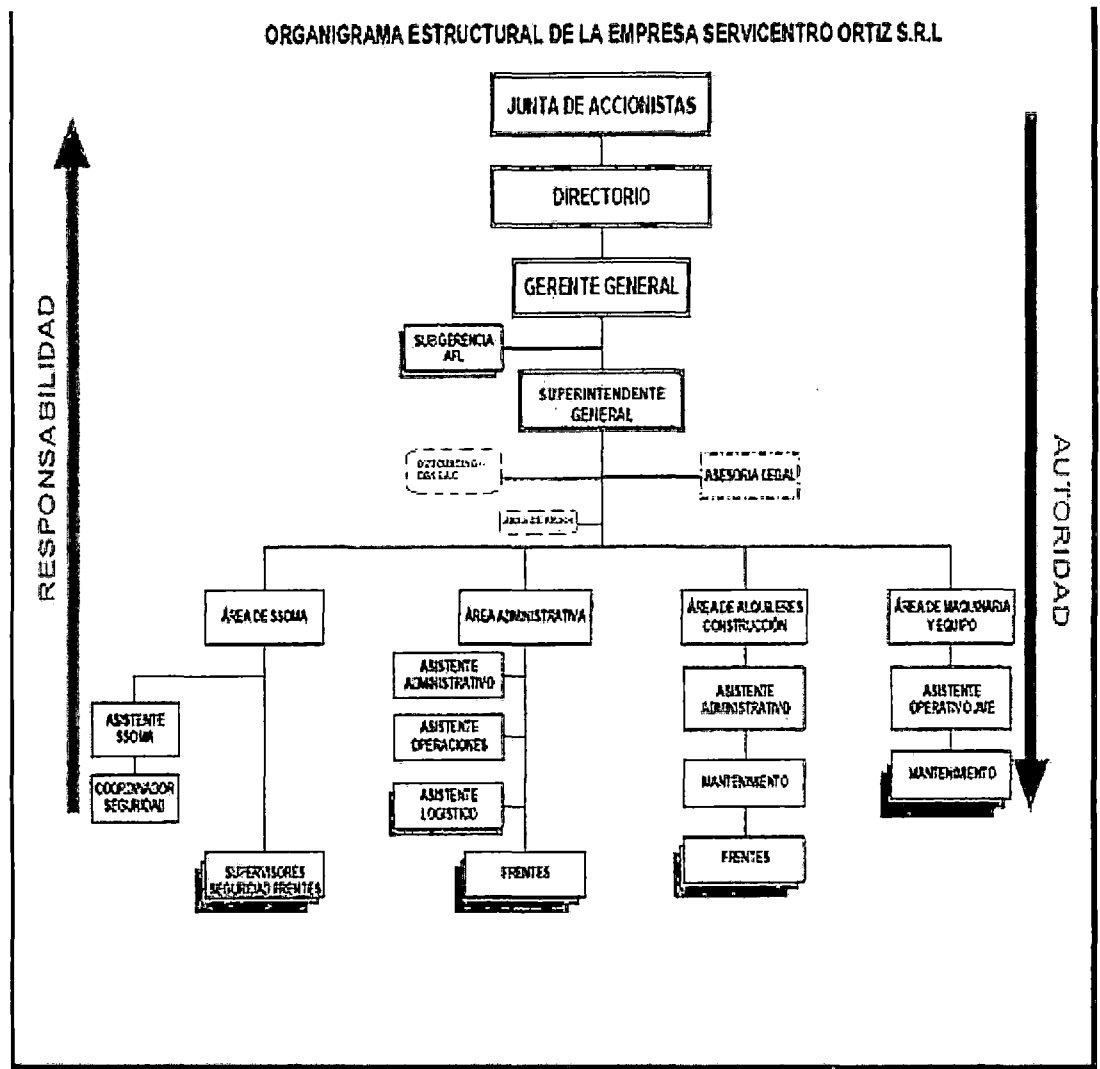 ORGANIGRAMA ESTRUCTURAL DE LA EMPRESA SERVICENTRO ORTIZ S.R.L
JUNTA DE ACCIONISTAS
DIRECTORIO
GERENTE GENERAL
SUBGERENCIA
AFL
SUPERINTENDENTE
GENERAL
ASESORIA LEGAL
RESPONSABILIDAD
AUTORIDAD
ÁREA DE SSOMA
ÁREA ADMINISTRATIVA
ÁREA DE ALQUILERES
CONSTRUCCIÓN
ÁREA DE MAQUINARIA
Y EQUIPO
ASISTENTE
SSOMA
COORDINADOR
SEGURIDAD
SUPERVISORES
SEGURIDAD FRENTES
ASISTENTE
ADMINISTRATIVO
ASISTENTE
OPERACIONES
ASISTENTE
LOGISTICO
FRENTES
ASISTENTE
ADMINISTRATIVO
MANTENIMIENTO
FRENTES
ASISTENTE
OPERATIVO
MANTENIMIENTO